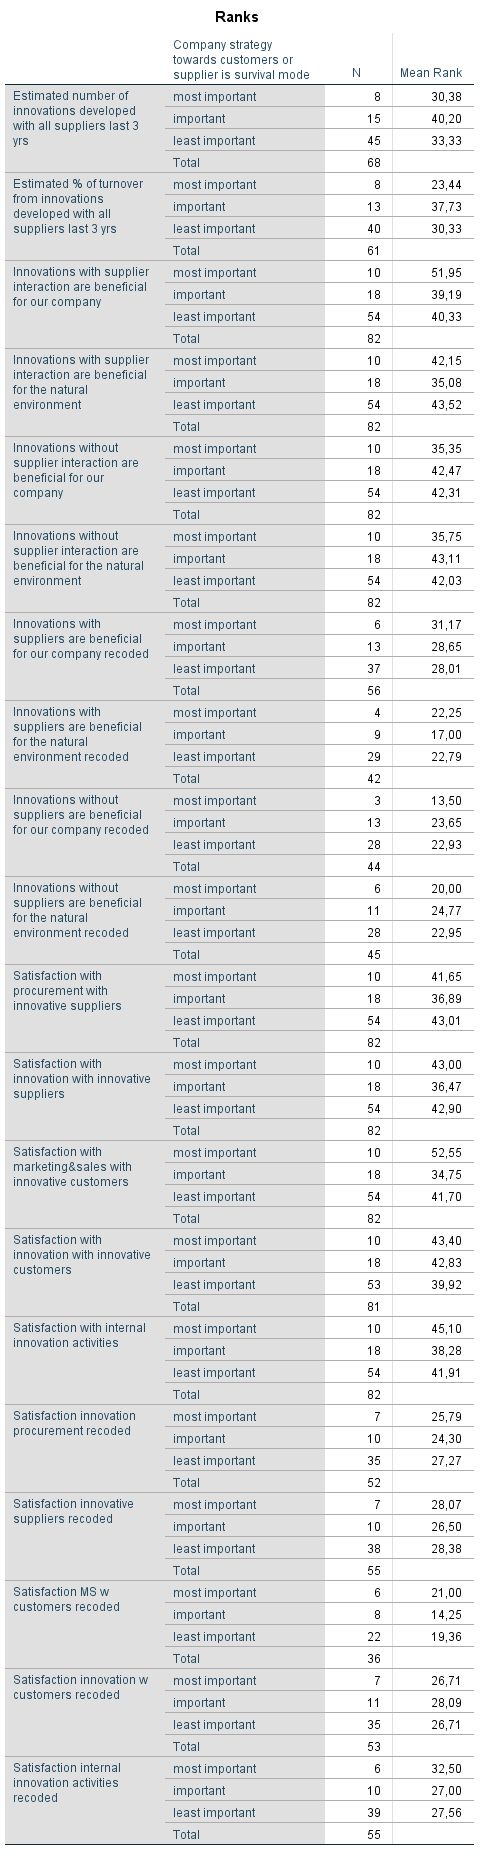 Ranks
Company strategy
towards customers or
supplier is survival mode N Mean Rank
Estimated number of
innovations developed
with all suppliers last 3
yrs
most important 8 30,38
important 15 40,20
least important 45 33,33
Total 68
Estimated % of turnover
from innovations
developed with all
suppliers last 3 yrs
most important 8 23,44
important 13 37,73
least important 40 30,33
Total 61
Innovations with supplier
interaction are beneficial
for our company
most important 10 51,95
important 18 39,19
least important 54 40,33
Total 82
Innovations with supplier
interaction are beneficial
for the natural
environment
most important 10 42,15
important 18 35,08
least important 54 43,52
Total 82
Innovations without
supplier interaction are
beneficial for our
company
most important 10 35,35
important 18 42,47
least important 54 42,31
Total 82
Innovations without
supplier interaction are
beneficial for the natural
environment
most important 10 35,75
important 18 43,11
least important 54 42,03
Total 82
Innovations with
suppliers are beneficial
for our company recoded
most important 6 31,17
important 13 28,65
least important 37 28,01
Total 56
Innovations with
suppliers are beneficial
for the natural
environment recoded
most important 4 22,25
important 9 17,00
least important 29 22,79
Total 42
Innovations without
suppliers are beneficial
for our company recoded
most important 3 13,50
important 13 23,65
least important 28 22,93
Total 44
Innovations without
suppliers are beneficial
for the natural
environment recoded
most important 6 20,00
important 11 24,77
least important 28 22,95
Total 45
Satisfaction with
procurement with
innovative suppliers
most important 10 41,65
important 18 36,89
least important 54 43,01
Total 82
Satisfaction with
innovation with innovative
suppliers
most important 10 43,00
important 18 36,47
least important 54 42,90
Total 82
Satisfaction with
marketing&sales with
innovative customers
most important 10 52,55
important 18 34,75
least important 54 41,70
Total 82
Satisfaction with
innovation with innovative
customers
most important 10 43,40
important 18 42,83
least important 53 39,92
Total 81
Satisfaction with internal
innovation activities
most important 10 45,10
important 18 38,28
least important 54 41,91
Total 82
Satisfaction innovation
procurement recoded
most important 7 25,79
important 10 24,30
least important 35 27,27
Total 52
Satisfaction innovative
suppliers recoded
most important 7 28,07
important 10 26,50
least important 38 28,38
Total 55
Satisfaction MS w
customers recoded
most important 6 21,00
important 8 14,25
least important 22 19,36
Total 36
Satisfaction innovation w
customers recoded
most important 7 26,71
important 11 28,09
least important 35 26,71
Total 53
Satisfaction internal
innovation activities
recoded
most important 6 32,50
important 10 27,00
least important 39 27,56
Total 55